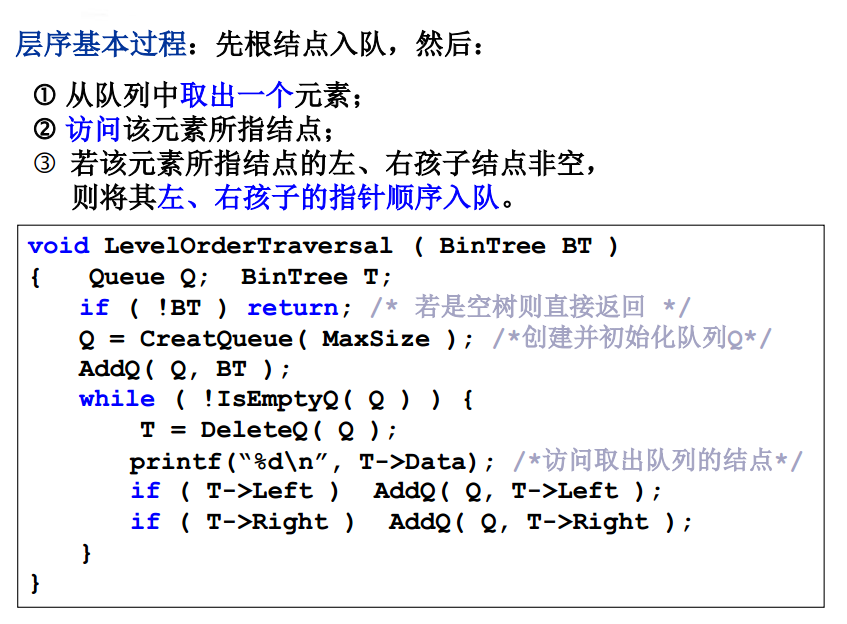 层序基本过程：先根结点入队，然后：
① 从队列中取出一个元素；
② 访问该元素所指结点；
③ 若该元素所指结点的左、右孩子结点非空，
则将其左、右孩子的指针顺序入队。
void LevelOrderTraversal ( BinTree BT )
{ Queue Q; BinTree T;
if ( !BT ) return; /* 若是空树则直接返回 */
Q = CreatQueue( MaxSize ); /*创建并初始化队列Q*/
AddQ( Q, BT );
while ( !IsEmptyQ( Q ) ) {
T = DeleteQ( Q );
printf(“%d\n”, T->Data); /*访问取出队列的结点*/
if ( T->Left ) AddQ( Q, T->Left );
if ( T->Right ) AddQ( Q, T->Right );
}
}